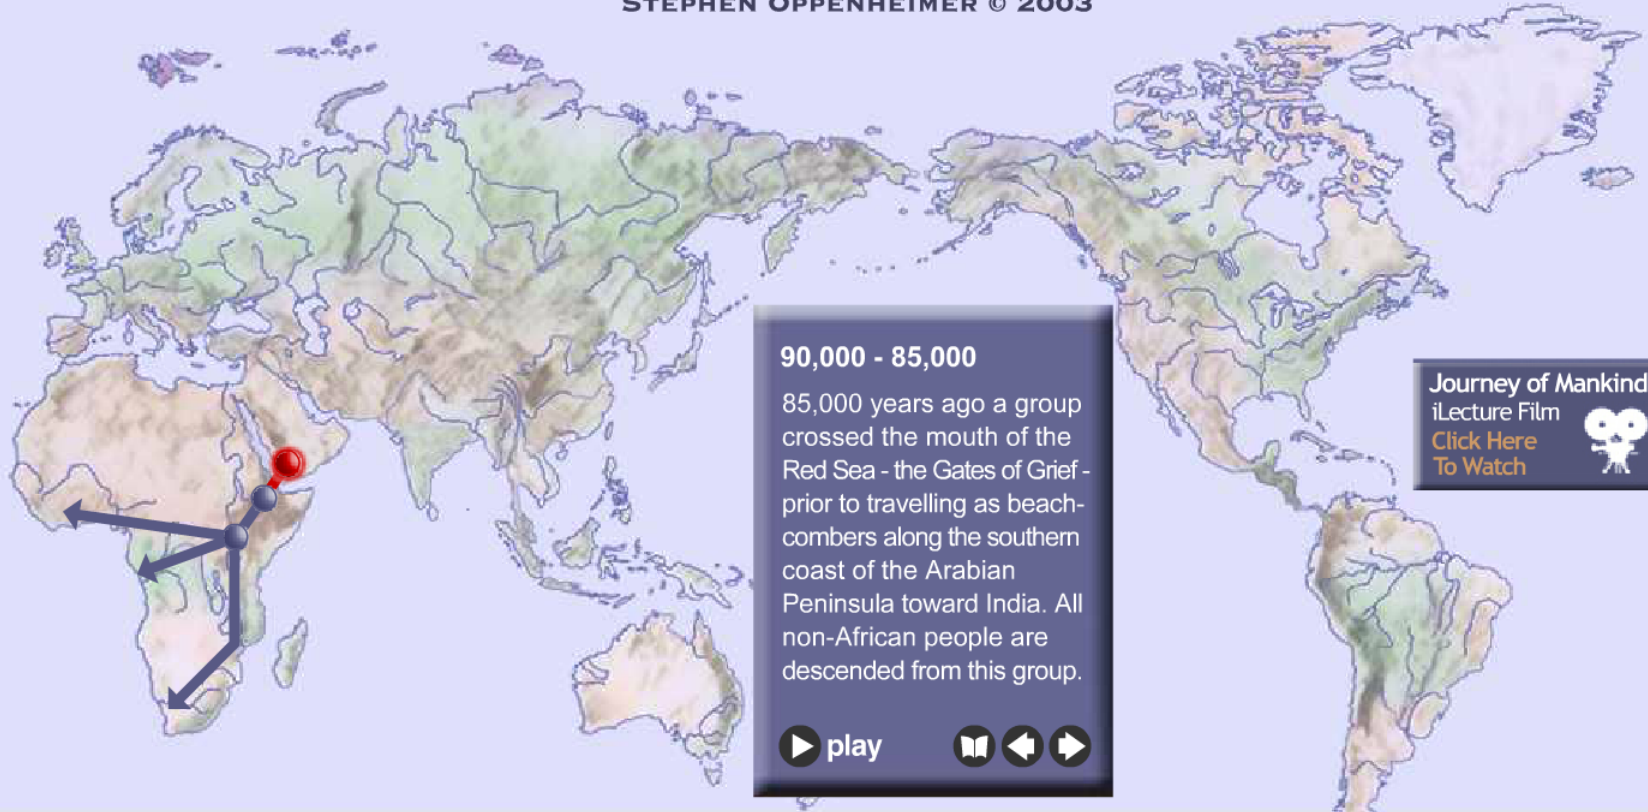 STEPHEN OPPENHEIMER © 2003
90,000 - 85,000
85,000 years ago a group
crossed the mouth of the
Red Sea - the Gates of Grief -
prior to travelling as beach-
combers along the southern
coast of the Arabian
Peninsula toward India. All
non-African people are
descended from this group.
play
Journey of Mankind
iLecture Film
Click Here
To Watch